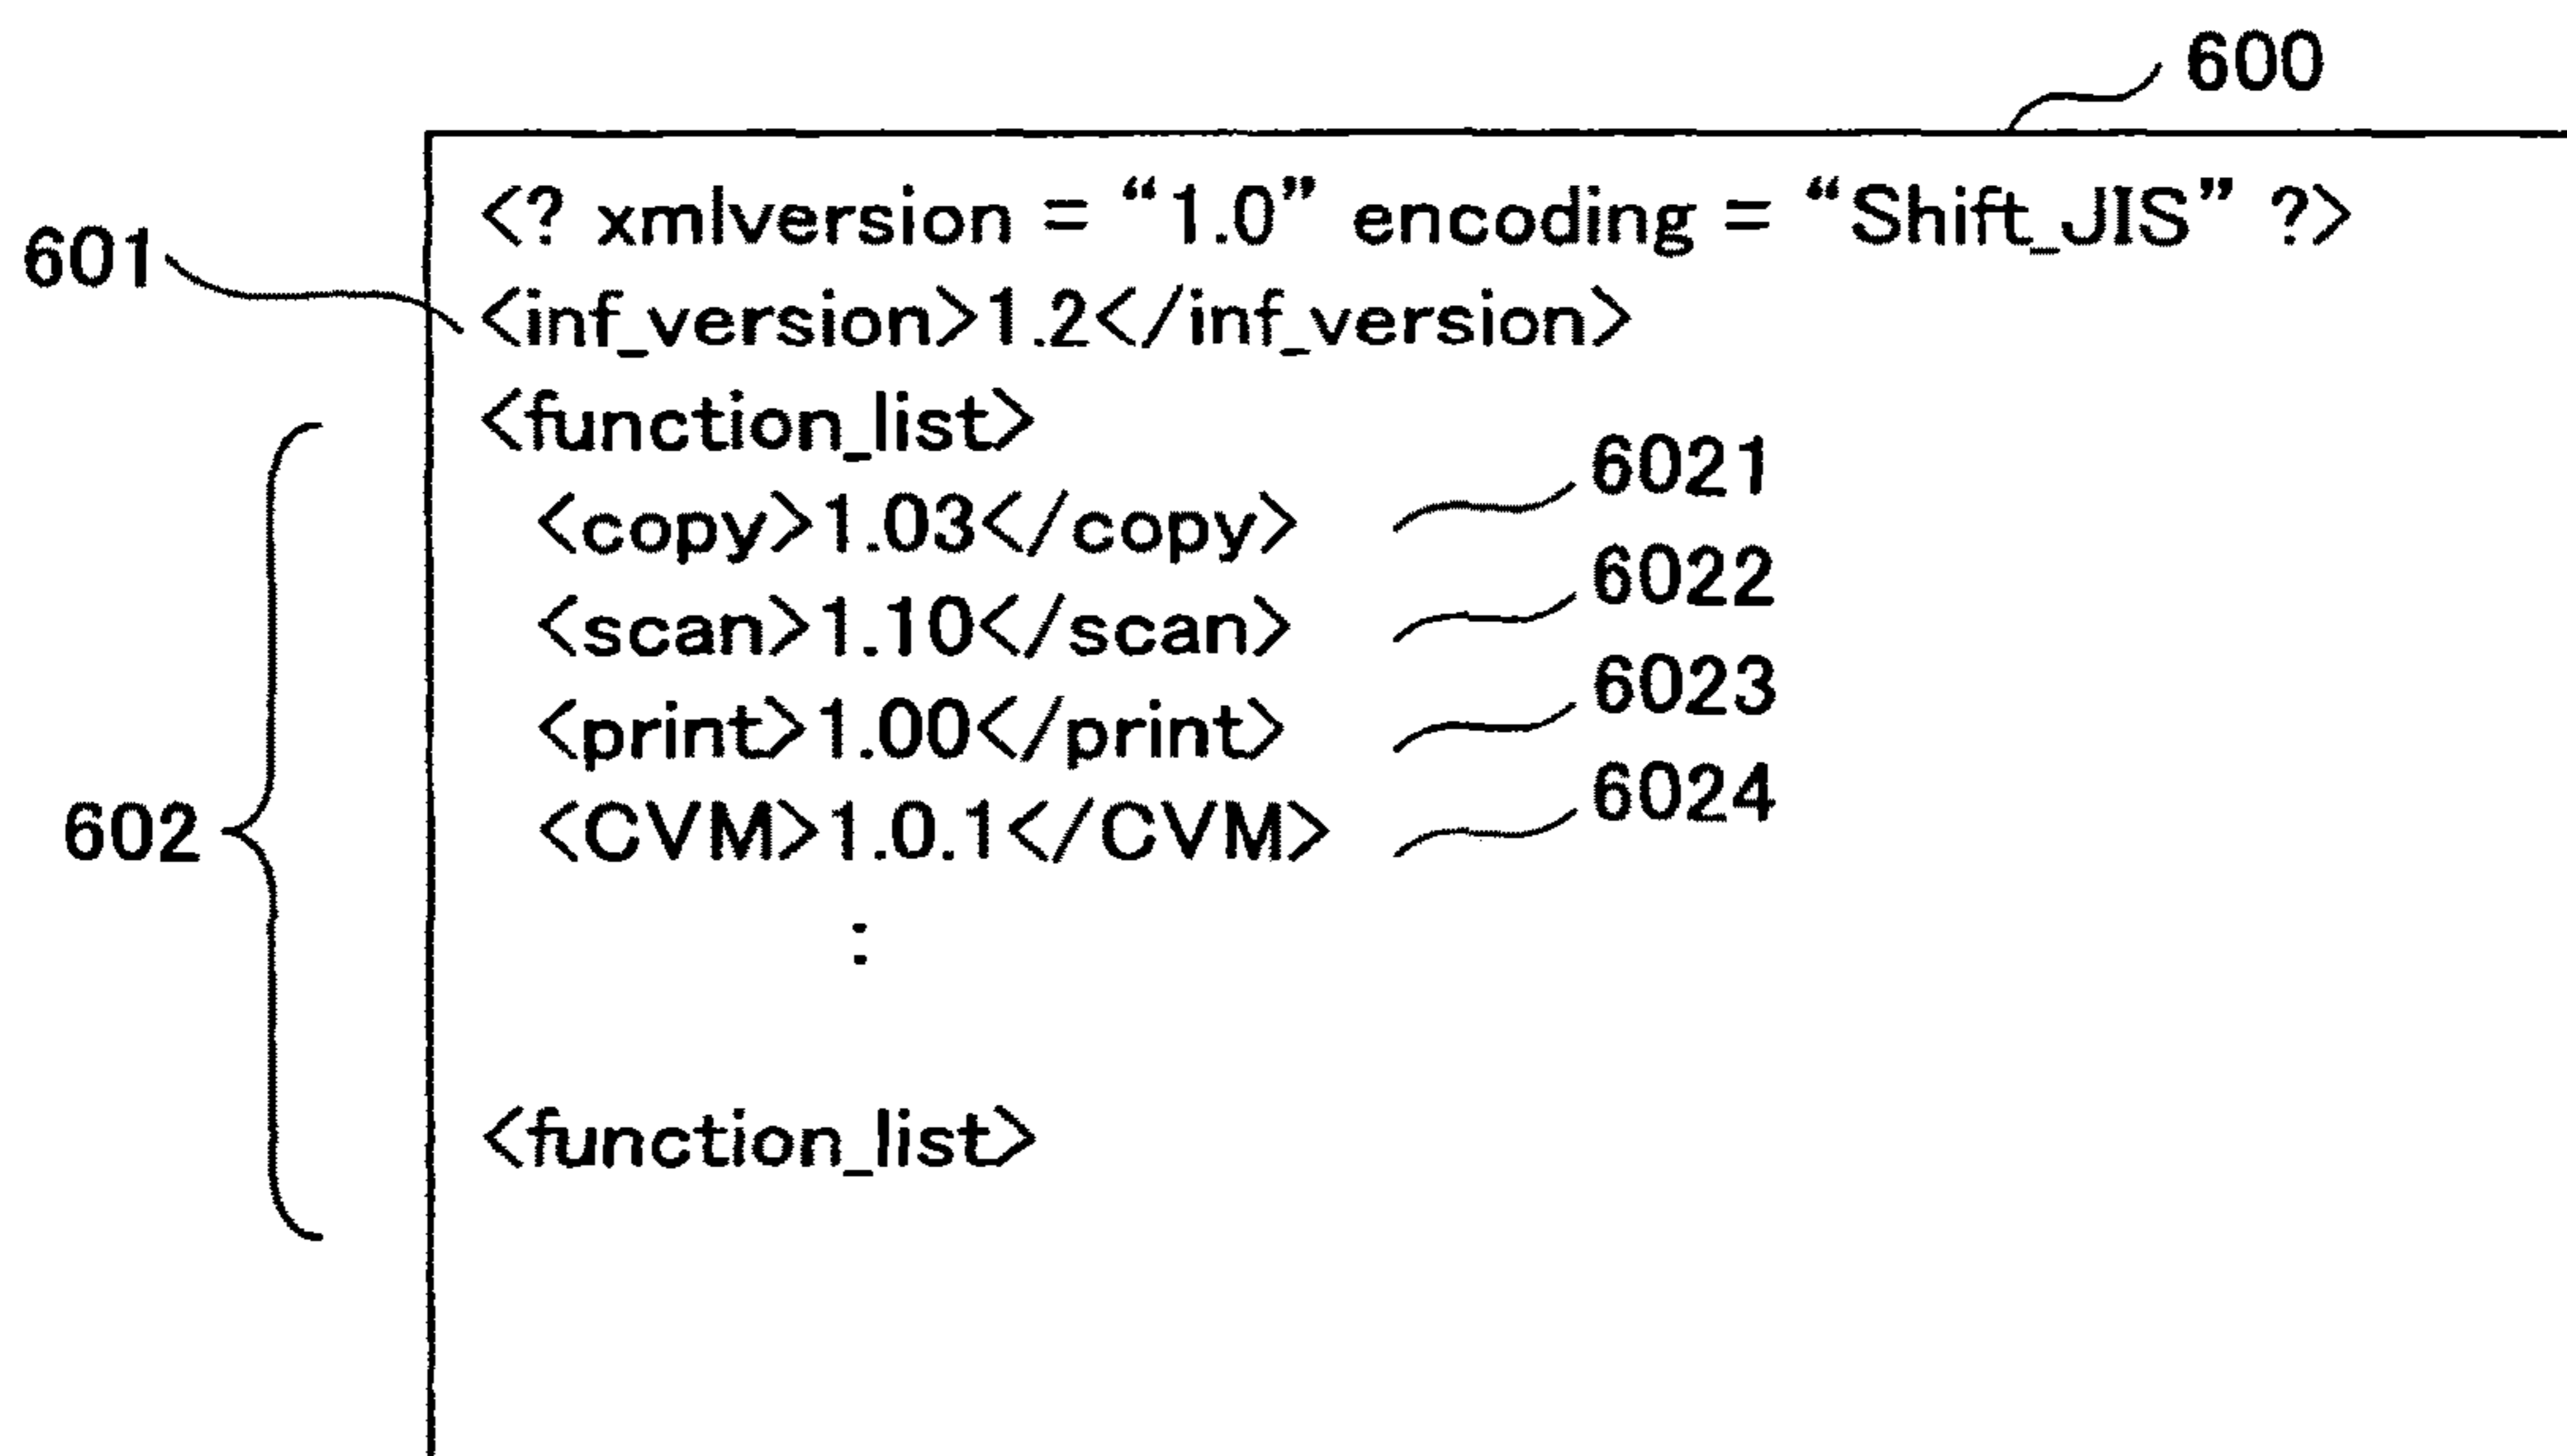 600
<? xmlversion = “1.0” encoding = “Shift_JIS” ?>
601
<inf_version>1.2</inf_version>
<function_list>
<copy>1.03</copy> 6021
<scan>1.10</scan> 6022
<print>1.00</print> 6023
<CVM>1.0.1</CVM> 6024
602
:
<function_list>